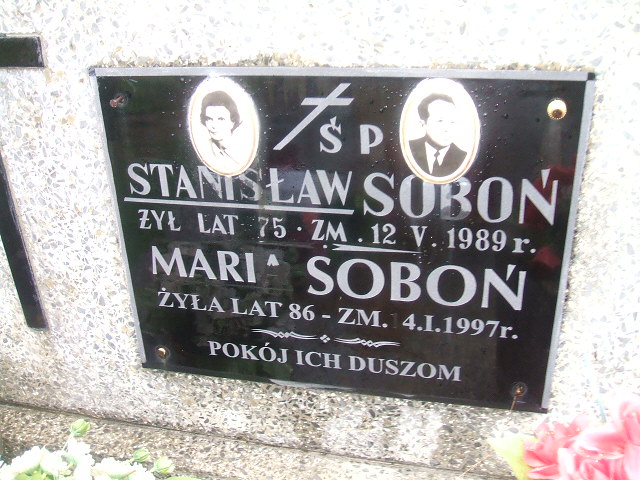 Ś P
STANISŁAW SOBOŃ
ŻYŁ LAT 75 · ZM. 12 V. 1989 r.
MARIA SOBOŃ
ŻYŁA LAT 86 - ZM. 4.I.1997r.
POKÓJ ICH DUSZOM